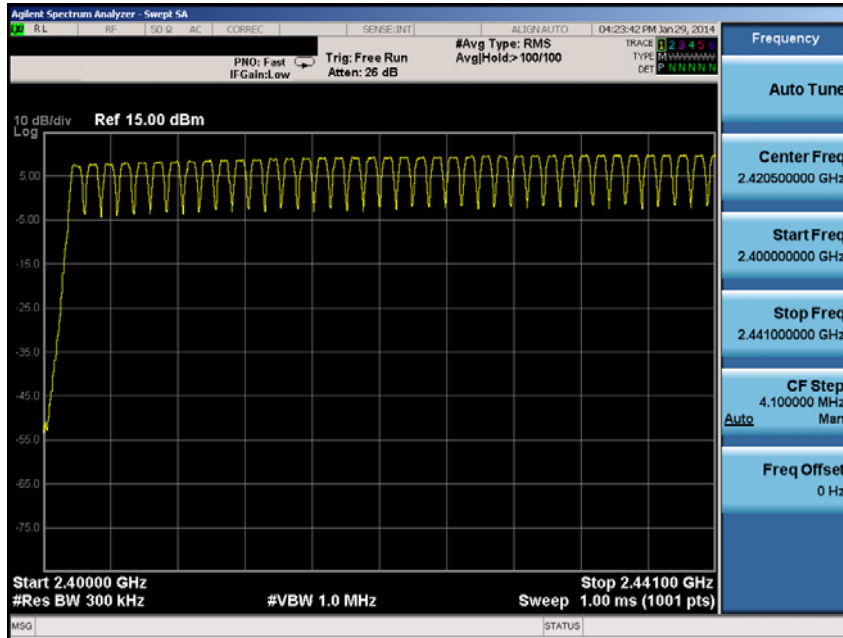 Agilent Spectrum Analyzer - Swept SA
LXI RL RF 50 Ω AC CORREC SENSE:INT ALIGN AUTO 04:23:42 PM Jan 29, 2014
PNO: Fast
IFGain:Low
Trig: Free Run
Atten: 26 dB
#Avg Type: RMS
Avg|Hold:> 100/100
TRACE 1 2 3 4 5 6
TYPE M
DET P N N N N N
10 dB/div Ref 15.00 dBm
Log
5.00
-5.00
-15.0
-25.0
-35.0
-45.0
-55.0
-65.0
-75.0
Start 2.40000 GHz Stop 2.44100 GHz
#Res BW 300 kHz #VBW 1.0 MHz Sweep 1.00 ms (1001 pts)
MSG STATUS
Frequency
Auto Tune
Center Freq
2.420500000 GHz
Start Freq
2.400000000 GHz
Stop Freq
2.441000000 GHz
CF Step
4.100000 MHz
Auto Man
Freq Offset
0 Hz